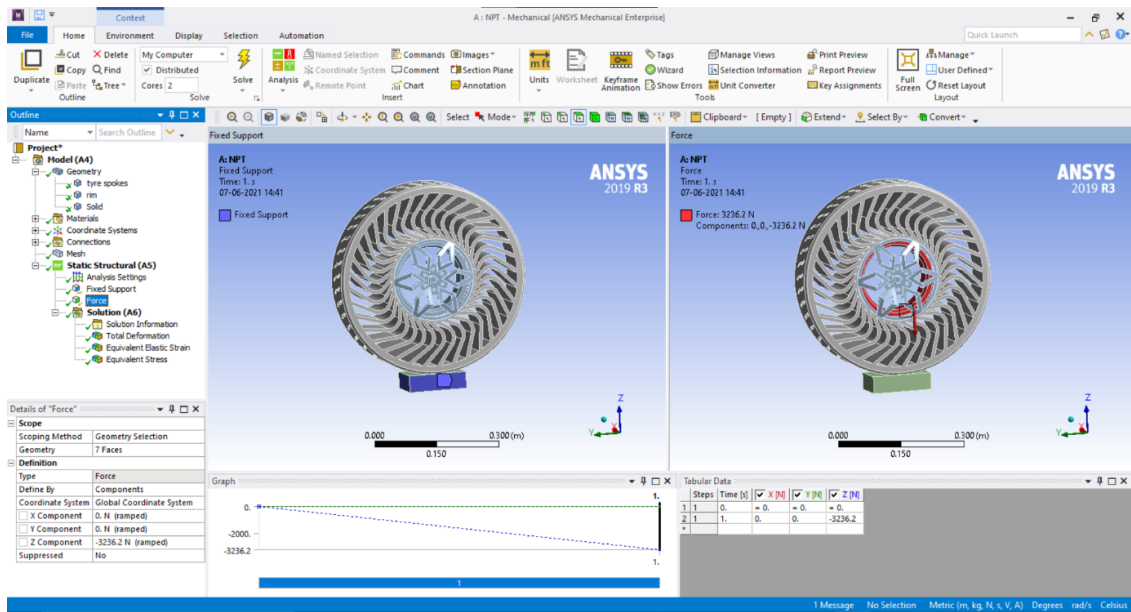 Context
A : NPT - Mechanical [ANSYS Mechanical Enterprise]
File Home Environment Display Selection Automation Quick Launch
Duplicate Cut Copy Paste Delete Find Tree
Outline
My Computer
Distributed
Cores 2
Solve
Solve
Analysis
Named Selection Commands Images
Coordinate System Comment Section Plane
Remote Point Chart Annotation
Insert
Units Worksheet Keyframe Animation
Tags Manage Views Print Preview
Wizard Selection Information Report Preview
Show Errors Unit Converter Key Assignments
Tools
Full Screen
Manage
User Defined
Reset Layout
Layout
Outline
Name Search Outline
Project*
Model (A4)
Geometry
tyre spokes
rim
Solid
Materials
Coordinate Systems
Connections
Mesh
Static Structural (A5)
Analysis Settings
Fixed Support
Force
Solution (A6)
Solution Information
Total Deformation
Equivalent Elastic Strain
Equivalent Stress
Select Mode Clipboard [ Empty ] Extend Select By Convert
Fixed Support
A: NPT
Fixed Support
Time: 1. s
07-06-2021 14:41
Fixed Support
ANSYS
2019 R3
Z
Y
X
0.000 0.300 (m)
0.150
Force
A: NPT
Force
Time: 1. s
07-06-2021 14:41
Force: 3236.2 N
Components: 0.,0.,-3236.2 N
ANSYS
2019 R3
Z
Y
X
0.000 0.300 (m)
0.150
Details of "Force"
Scope
Scoping Method Geometry Selection
Geometry 7 Faces
Definition
Type Force
Define By Components
Coordinate System Global Coordinate System
X Component 0. N (ramped)
Y Component 0. N (ramped)
Z Component -3236.2 N (ramped)
Suppressed No
Graph
1.
0.
-2000.
-3236.2
1.
1
Tabular Data
Steps Time [s] X [N] Y [N] Z [N]
1 1 0. = 0. = 0. = 0.
2 1 1. 0. 0. -3236.2
*
1 Message No Selection Metric (m, kg, N, s, V, A) Degrees rad/s Celsius